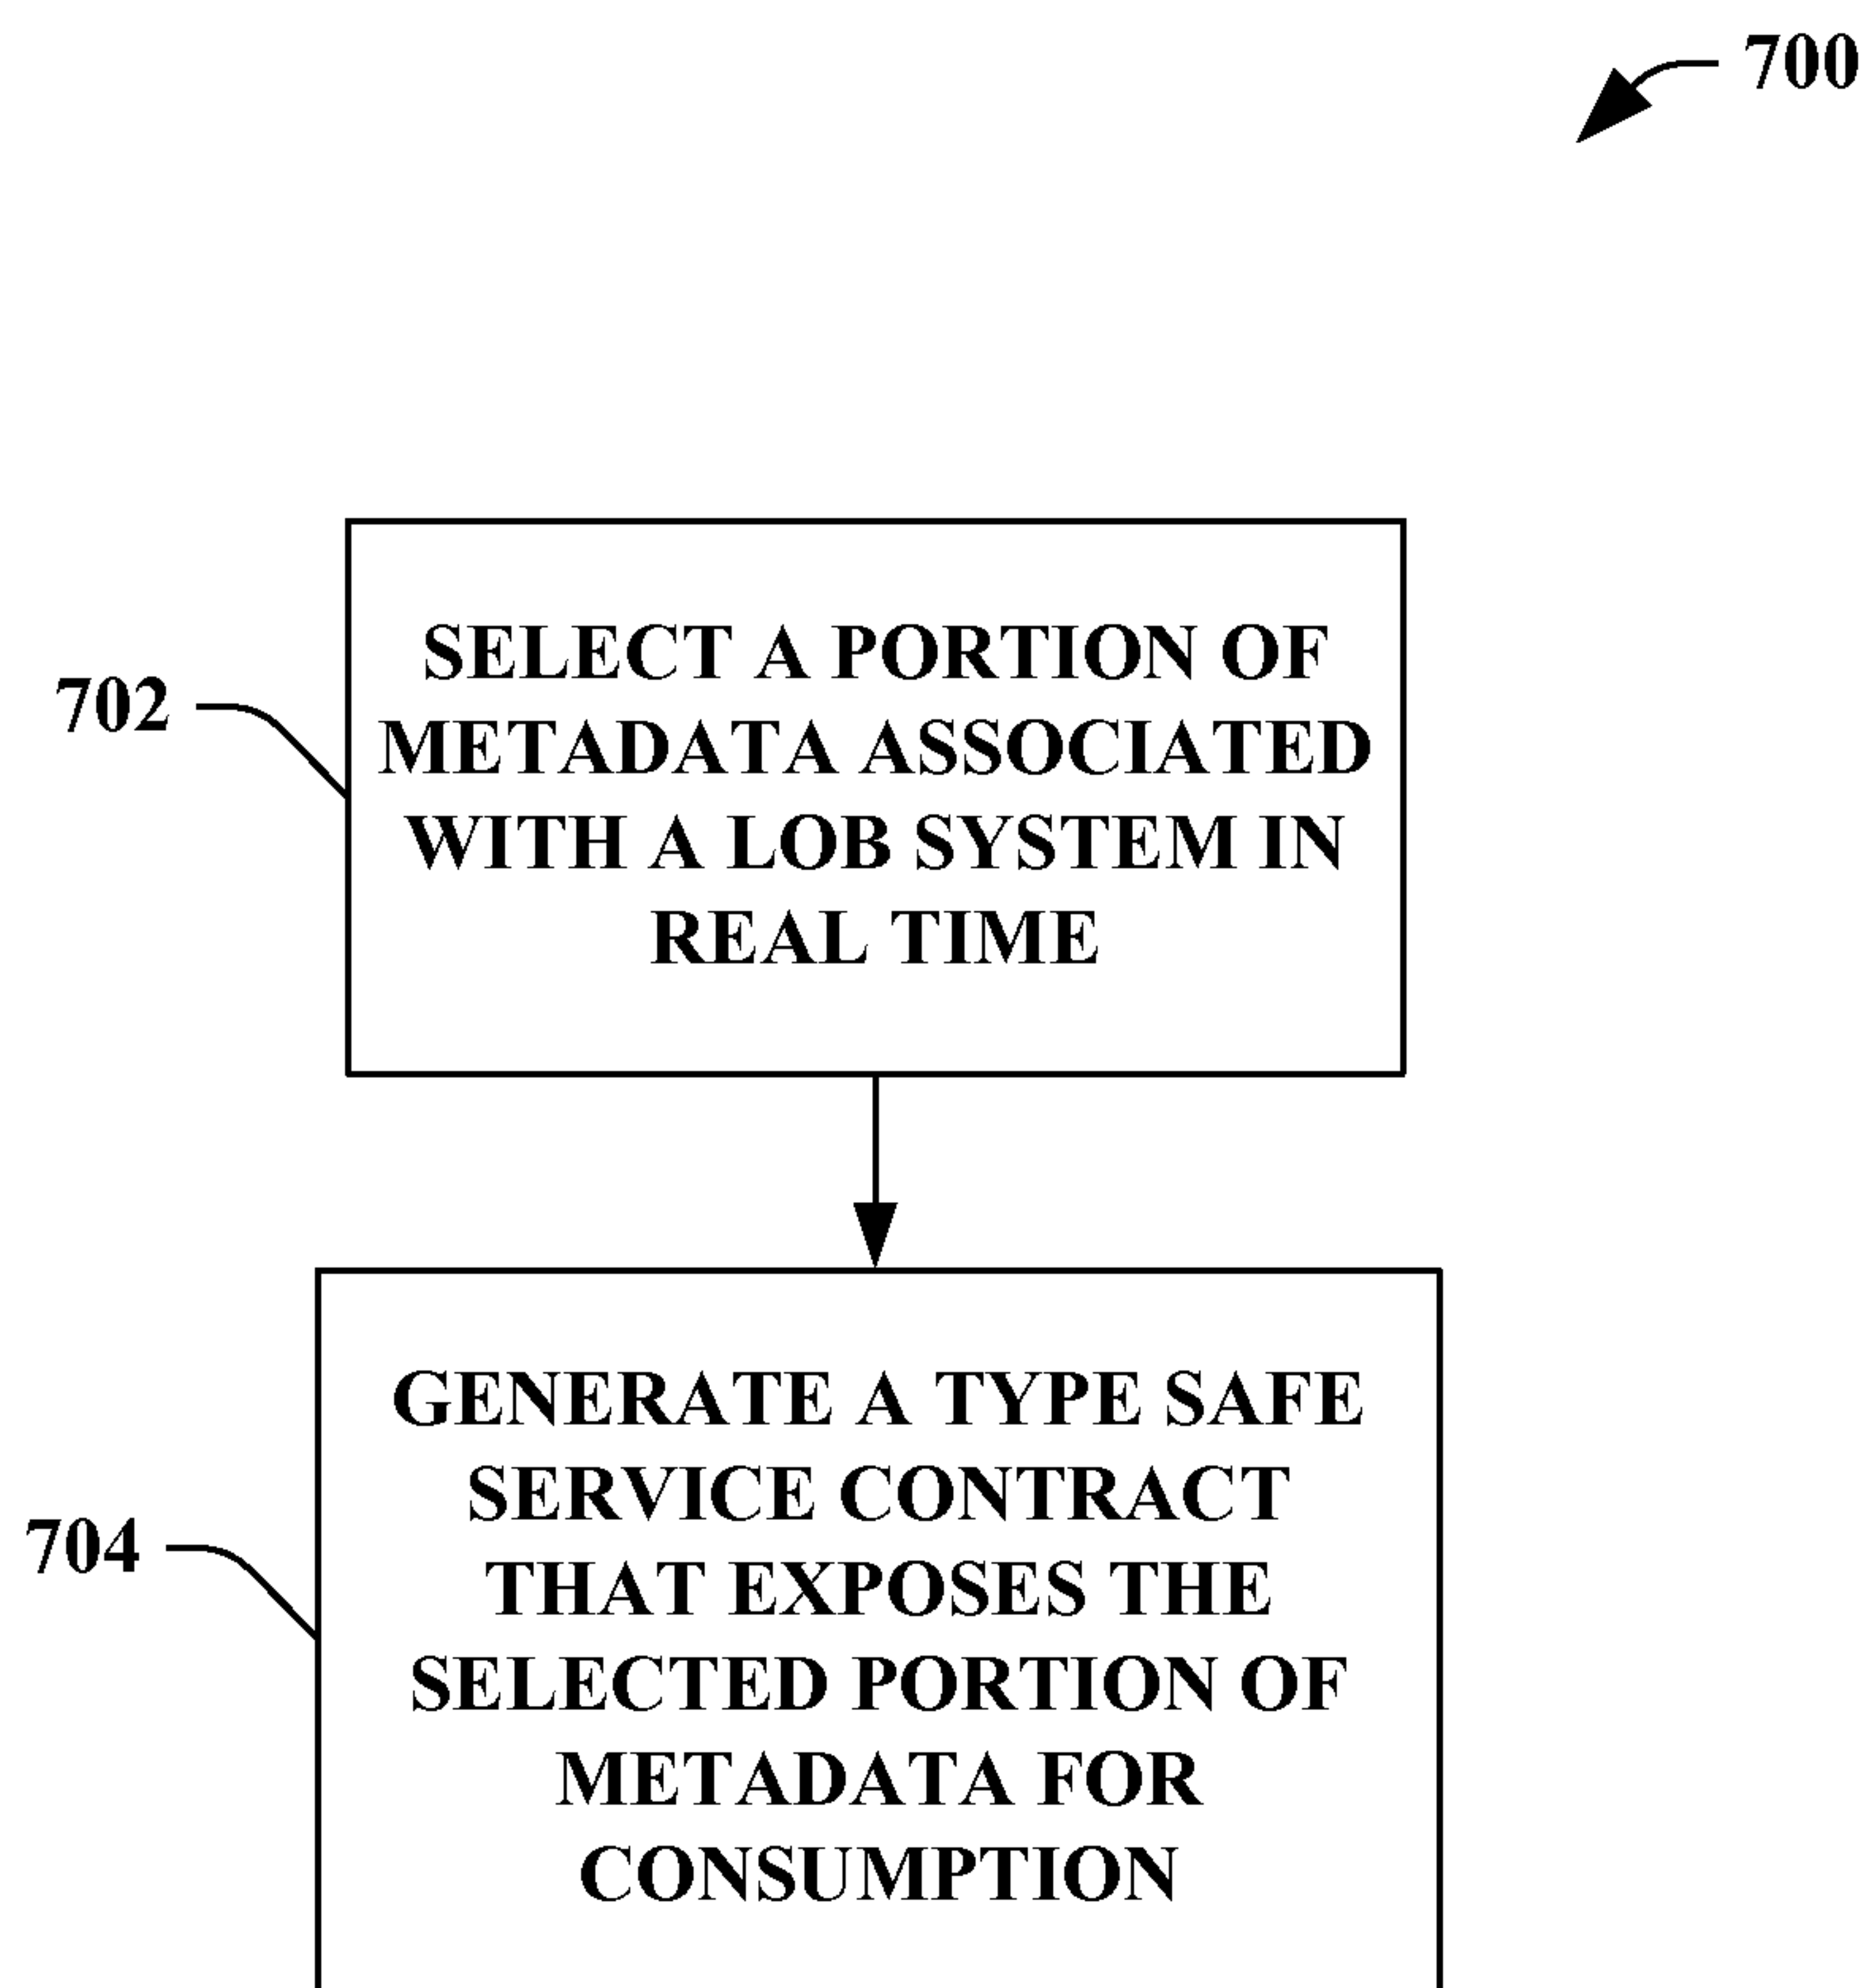 700
SELECT A PORTION OF
METADATA ASSOCIATED
WITH A LOB SYSTEM IN
REAL TIME
702
GENERATE A TYPE SAFE
SERVICE CONTRACT
THAT EXPOSES THE
SELECTED PORTION OF
METADATA FOR
CONSUMPTION
704